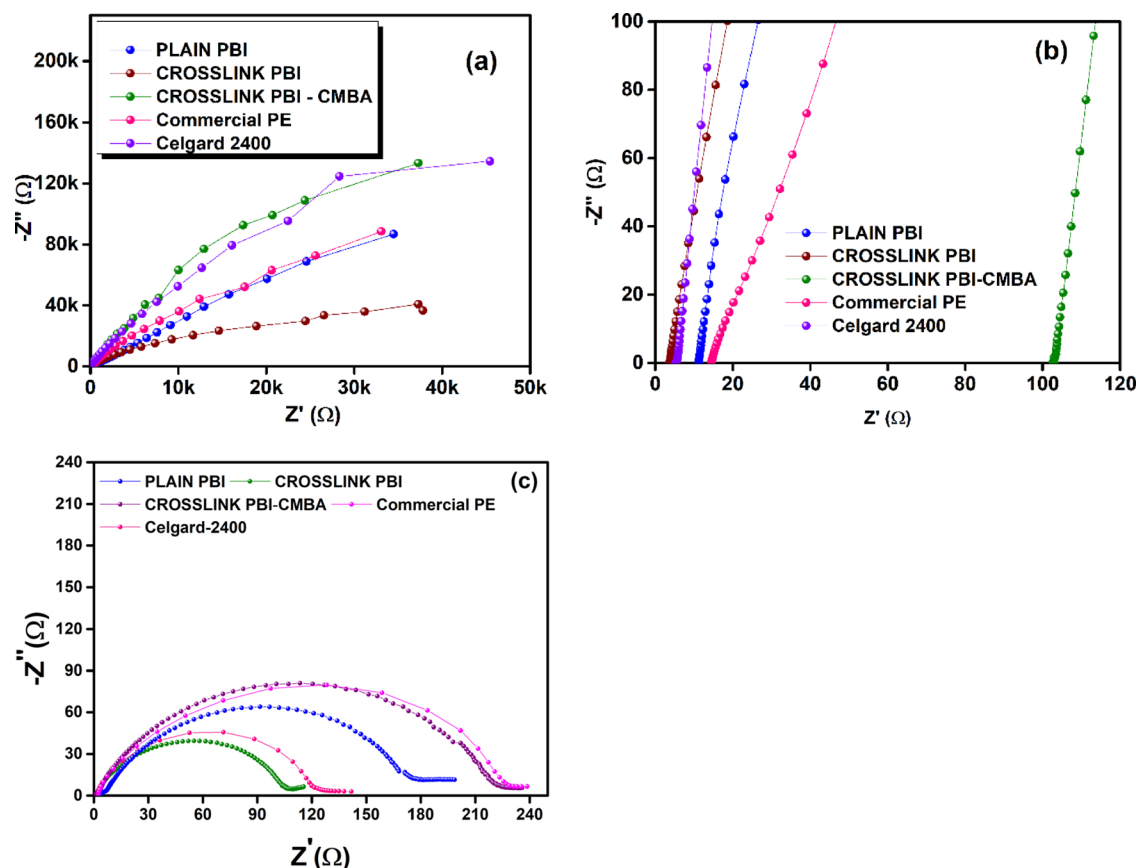 (a)
PLAIN PBI
CROSSLINK PBI
CROSSLINK PBI - CMBA
Commercial PE
Celgard 2400
200k
160k
120k
80k
40k
0
0 10k 20k 30k 40k 50k
-Z'' (Ω)
Z' (Ω)
(b)
PLAIN PBI
CROSSLINK PBI
CROSSLINK PBI-CMBA
Commercial PE
Celgard 2400
100
80
60
40
20
0
0 20 40 60 80 100 120
-Z'' (Ω)
Z' (Ω)
(c)
PLAIN PBI CROSSLINK PBI
CROSSLINK PBI-CMBA Commercial PE
Celgard-2400
240
210
180
150
120
90
60
30
0
0 30 60 90 120 150 180 210 240
-Z''(Ω)
Z'(Ω)